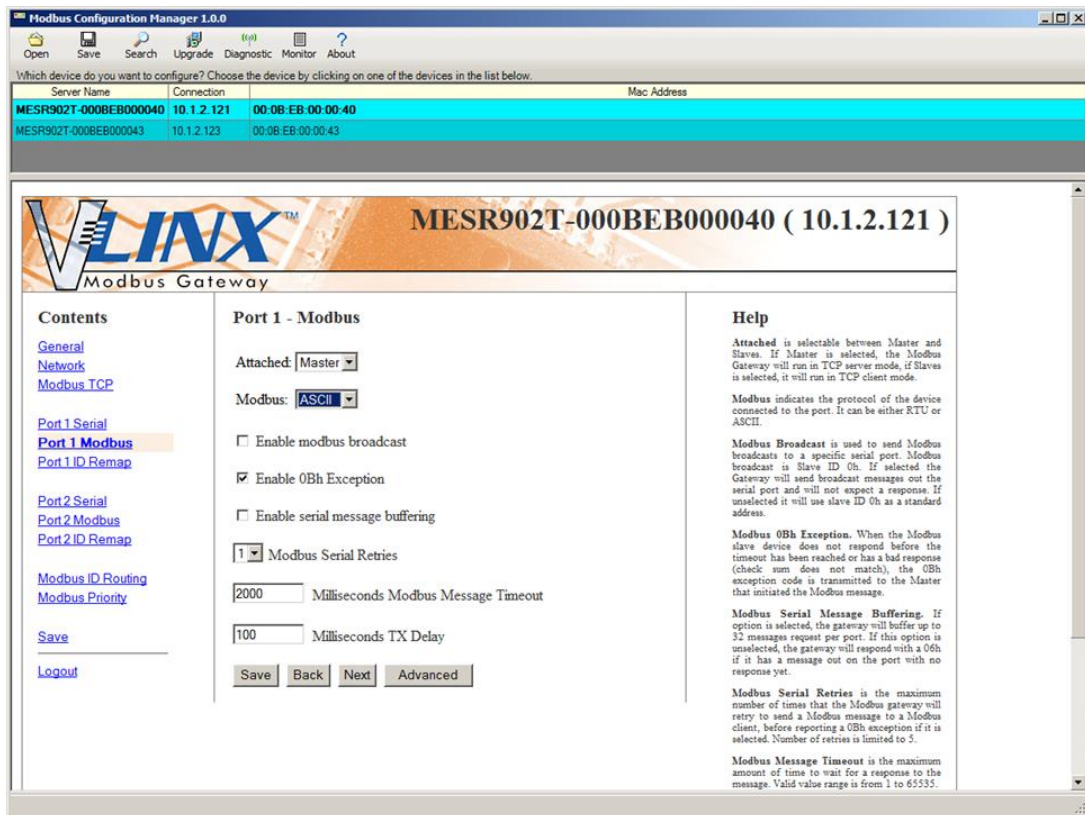 Modbus Configuration Manager 1.0.0
Open Save Search Upgrade Diagnostic Monitor About
Which device do you want to configure? Choose the device by clicking on one of the devices in the list below.
Server Name Connection Mac Address
MESR902T-000BEB000040 10.1.2.121 00:0B:EB:00:00:40
MESR902T-000BEB000043 10.1.2.123 00:0B:EB:00:00:43
VLINX™
Modbus Gateway
MESR902T-000BEB000040 ( 10.1.2.121 )
Contents
General
Network
Modbus TCP
Port 1 Serial
Port 1 Modbus
Port 1 ID Remap
Port 2 Serial
Port 2 Modbus
Port 2 ID Remap
Modbus ID Routing
Modbus Priority
Save
Logout
Port 1 - Modbus
Attached: Master
Modbus: ASCII
Enable modbus broadcast
Enable 0Bh Exception
Enable serial message buffering
1 Modbus Serial Retries
2000 Milliseconds Modbus Message Timeout
100 Milliseconds TX Delay
Save Back Next Advanced
Help
Attached is selectable between Master and
Slaves. If Master is selected, the Modbus
Gateway will run in TCP server mode, if Slaves
is selected, it will run in TCP client mode.
Modbus indicates the protocol of the device
connected to the port. It can be either RTU or
ASCII.
Modbus Broadcast is used to send Modbus
broadcasts to a specific serial port. Modbus
broadcast is Slave ID 0h. If selected the
Gateway will send broadcast messages out the
serial port and will not expect a response. If
unselected it will use slave ID 0h as a standard
address.
Modbus 0Bh Exception. When the Modbus
slave device does not respond before the
timeout has been reached or has a bad response
(check sum does not match), the 0Bh
exception code is transmitted to the Master
that initiated the Modbus message.
Modbus Serial Message Buffering. If
option is selected, the gateway will buffer up to
32 messages request per port. If this option is
unselected, the gateway will respond with a 06h
if it has a message out on the port with no
response yet.
Modbus Serial Retries is the maximum
number of times that the Modbus gateway will
retry to send a Modbus message to a Modbus
client, before reporting a 0Bh exception if it is
selected. Number of retries is limited to 5.
Modbus Message Timeout is the maximum
amount of time to wait for a response to the
message. Valid value range is from 1 to 65535.